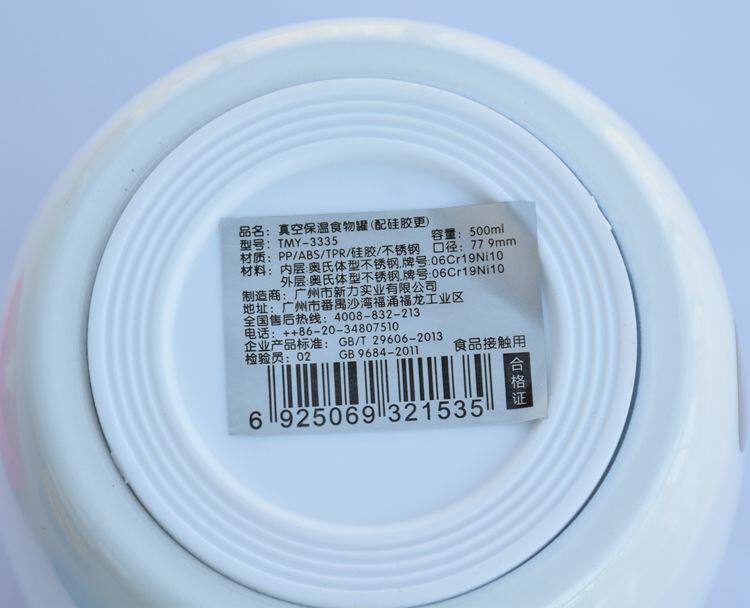 品名: 真空保温食物罐(配硅胶更)
型号: TMY-3335 容量: 500ml
材质: PP/ABS/TPR/硅胶/不锈钢 口径: 77.9mm
材料: 内层:奥氏体型不锈钢,牌号:06Cr19Ni10
外层:奥氏体型不锈钢,牌号:06Cr19Ni10
制造商: 广州市新力实业有限公司
地址: 广州市番禺沙湾福涌福龙工业区
全国售后热线: 4008-832-213
电话: ++86-20-34807510
企业产品标准: GB/T 29606-2013 食品接触用
检验员: 02 GB 9684-2011
合格证
6 925069 321535